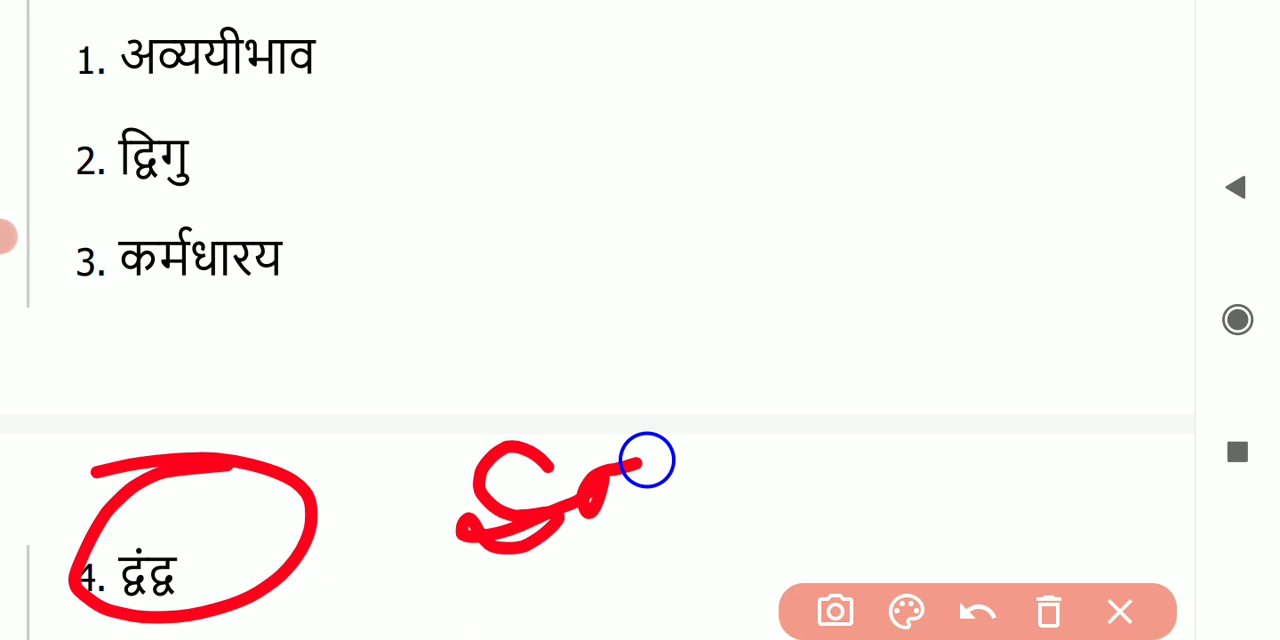 1. अव्ययीभाव
2. द्विगु
3. कर्मधारय
4. द्वंद्व